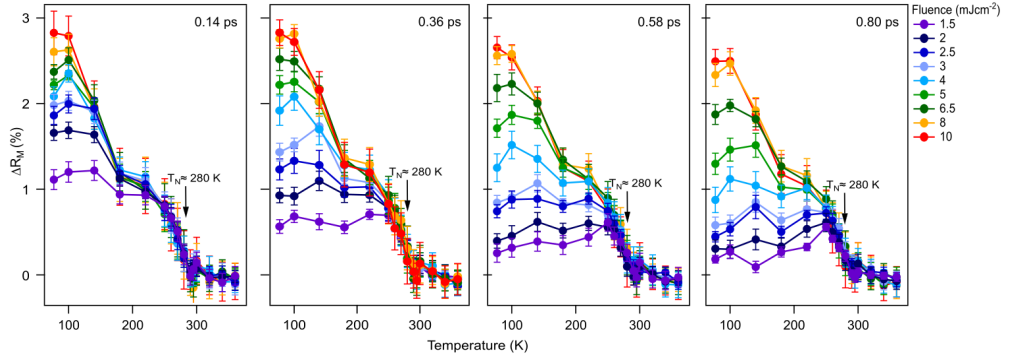 0.14 ps
0.36 ps
0.58 ps
0.80 ps
Fluence (mJcm⁻²)
1.5
2
2.5
3
4
5
6.5
8
10
3
2
1
0
ΔR_M (%)
T_N≈ 280 K
T_N≈ 280 K
T_N≈ 280 K
T_N≈ 280 K
100 200 300
100 200 300
100 200 300
100 200 300
Temperature (K)